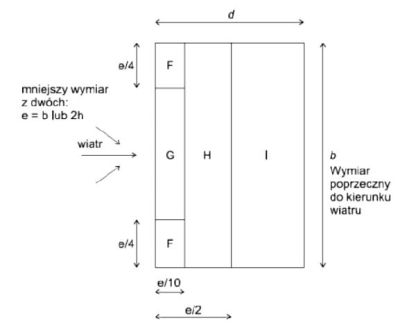 d
e/4
F
mniejszy wymiar
z dwóch:
e = b lub 2h
wiatr
G
H
I
b
Wymiar
poprzeczny
do kierunku
wiatru
e/4
F
e/10
e/2